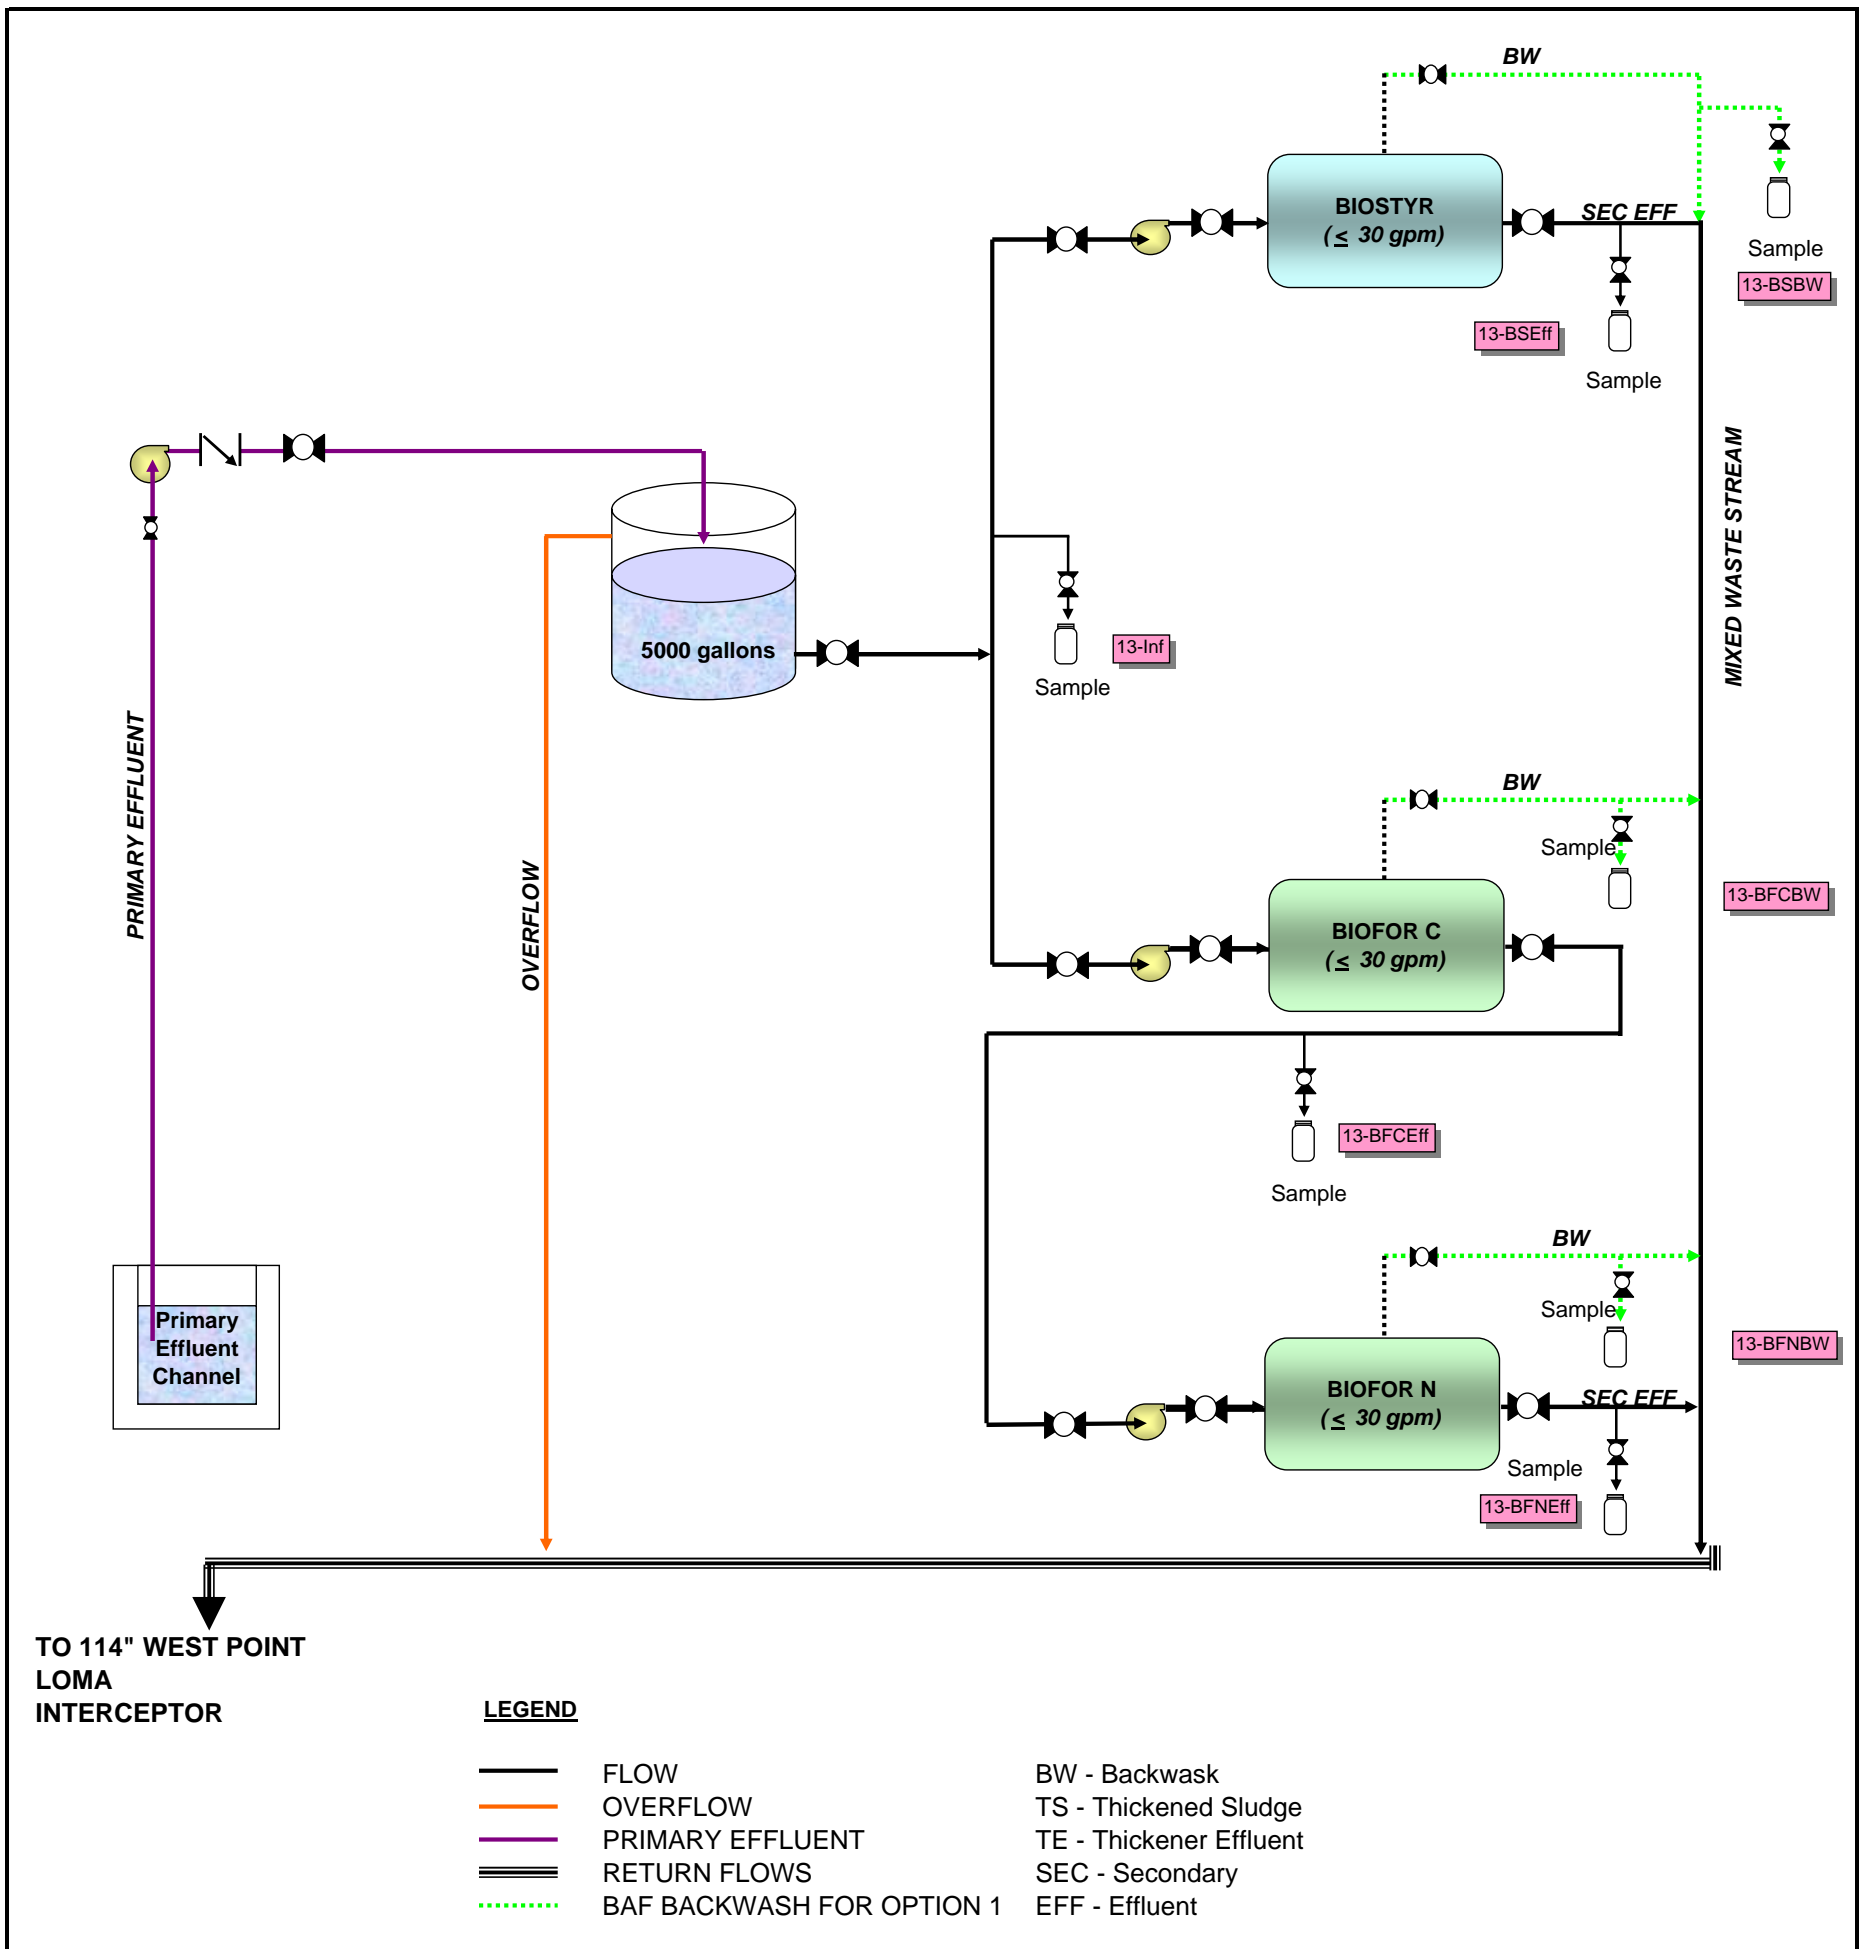 BW
BIOSTYR
(≤ 30 gpm)
SEC EFF
Sample
13-BSBW
13-BSEff
Sample
MIXED WASTE STREAM
5000 gallons
13-Inf
Sample
PRIMARY EFFLUENT
OVERFLOW
BW
Sample
13-BFCBW
BIOFOR C
(≤ 30 gpm)
13-BFCEff
Sample
BW
Sample
13-BFNBW
Primary
Effluent
Channel
BIOFOR N
(≤ 30 gpm)
SEC EFF
Sample
13-BFNEff
TO 114" WEST POINT
LOMA
INTERCEPTOR
LEGEND
FLOW
OVERFLOW
PRIMARY EFFLUENT
RETURN FLOWS
BAF BACKWASH FOR OPTION 1
BW - Backwask
TS - Thickened Sludge
TE - Thickener Effluent
SEC - Secondary
EFF - Effluent